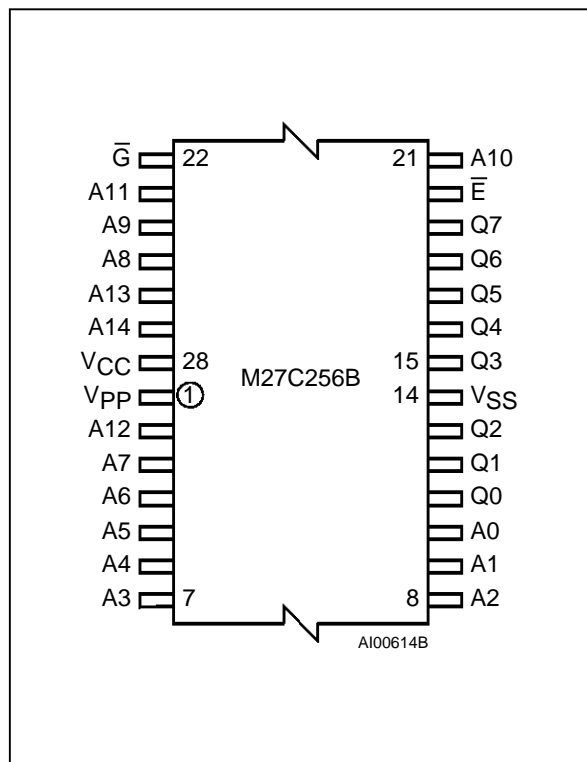 G̅ 22 21 A10
A11 E̅
A9 Q7
A8 Q6
A13 Q5
A14 Q4
VCC 28 15 Q3
M27C256B
VPP 1 14 VSS
A12 Q2
A7 Q1
A6 Q0
A5 A0
A4 A1
A3 7 8 A2
AI00614B